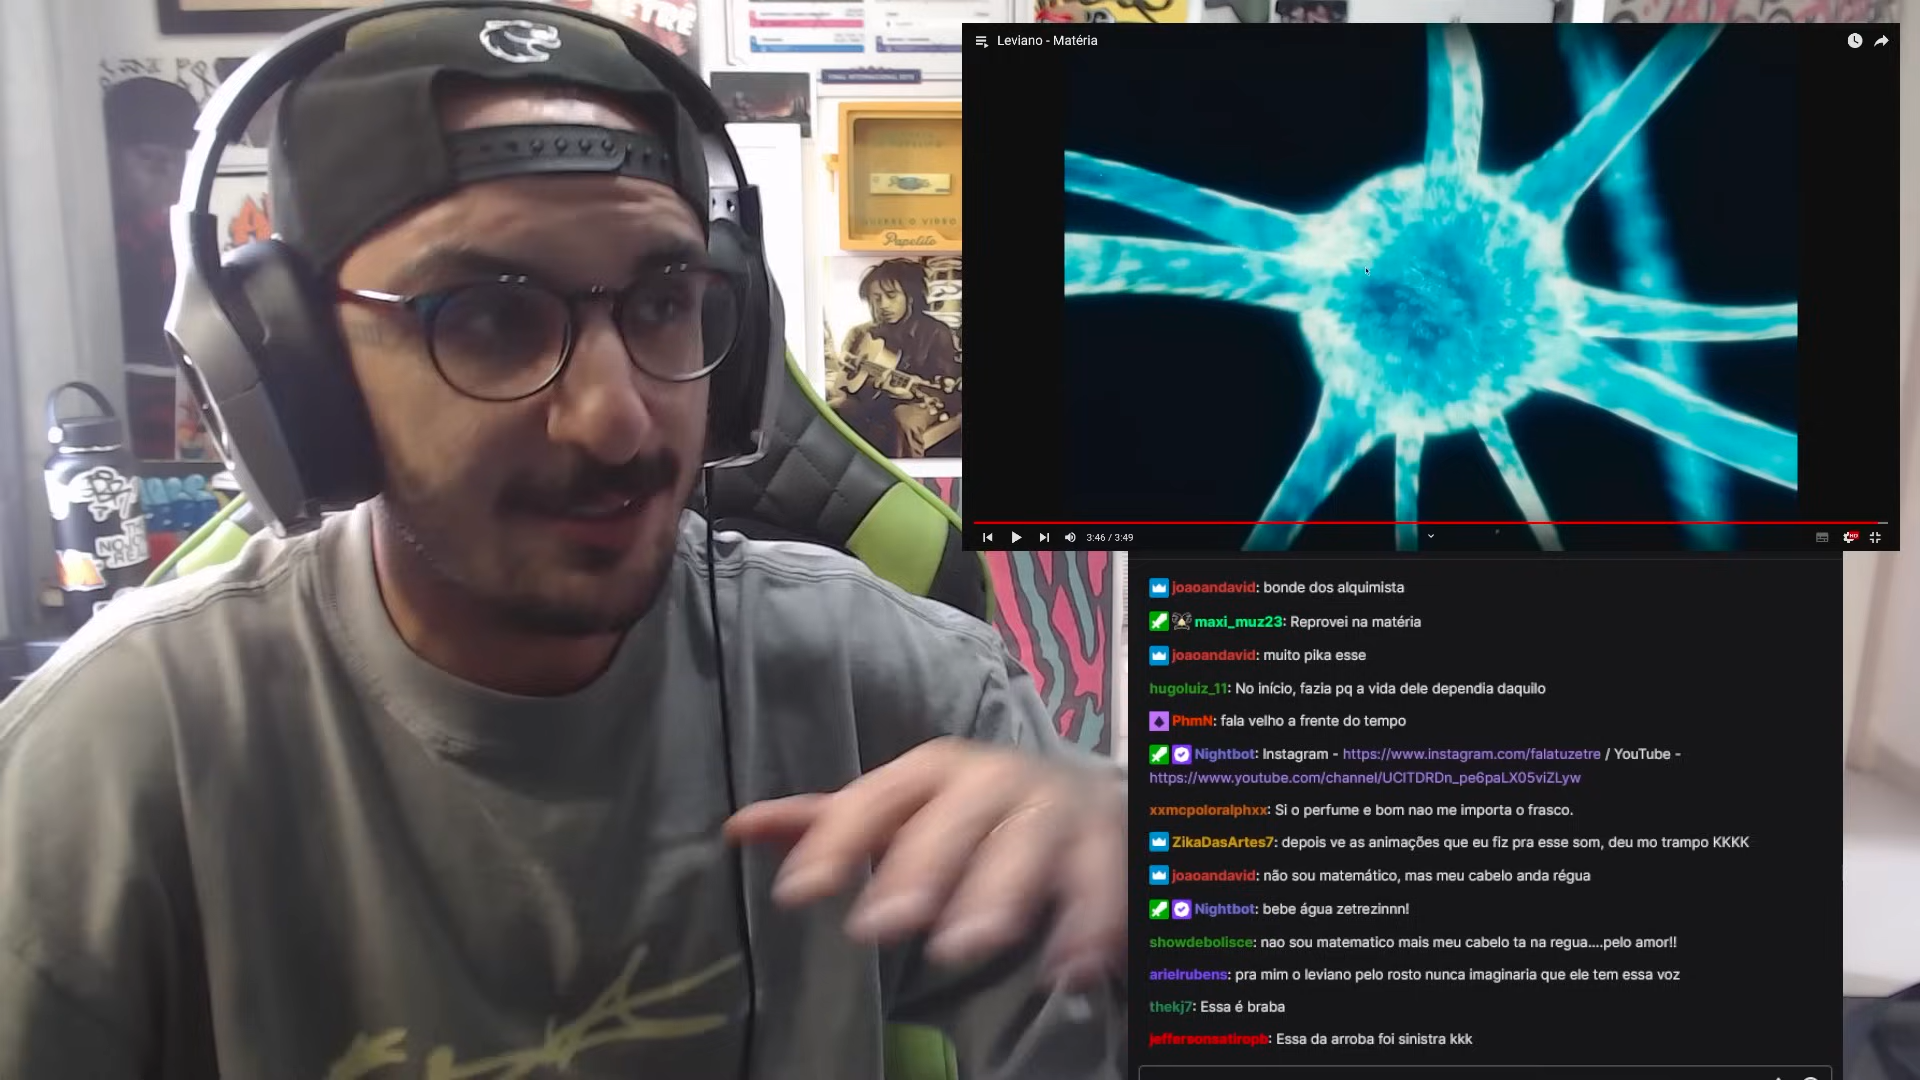 Leviano - Matéria
Papelito
3:46 / 3:49
joaoandavid: bonde dos alquimista
maxi_muz23: Reprovei na matéria
joaoandavid: muito pika esse
hugoluiz_11: No início, fazia pq a vida dele dependia daquilo
PhmN: fala velho a frente do tempo
Nightbot: Instagram - https://www.instagram.com/falatuzetre / YouTube -
https://www.youtube.com/channel/UClTDRDn_pe6paLX05viZLyw
xxmcpoloralphxx: Si o perfume e bom nao me importa o frasco.
ZikaDasArtes7: depois ve as animações que eu fiz pra esse som, deu mo trampo KKKK
joaoandavid: não sou matemático, mas meu cabelo anda régua
Nightbot: bebe água zetrezinnn!
showdebolisce: nao sou matematico mais meu cabelo ta na regua....pelo amor!!
arielrubens: pra mim o leviano pelo rosto nunca imaginaria que ele tem essa voz
thekj7: Essa é braba
jeffersonsatiropb: Essa da arroba foi sinistra kkk